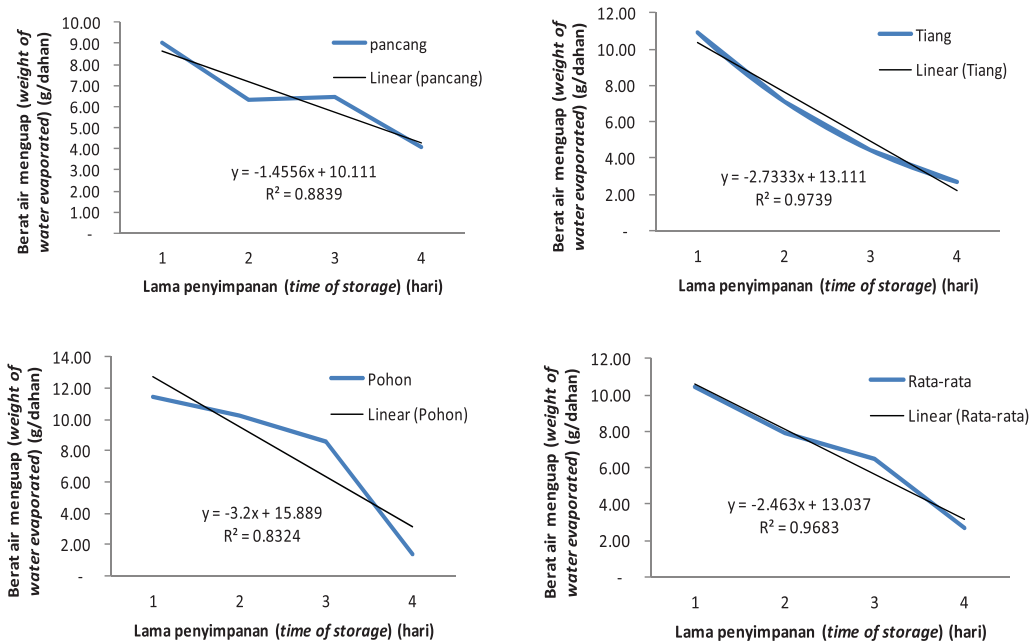 Berat air menguap (weight of
water evaporated) (g/dahan)
10.00
9.00
8.00
7.00
6.00
5.00
4.00
3.00
2.00
1.00
-
pancang
Linear (pancang)
y = -1.4556x + 10.111
R² = 0.8839
1 2 3 4
Lama penyimpanan (time of storage) (hari)
Berat air menguap (weight of
water evaporated) (g/dahan)
12.00
10.00
8.00
6.00
4.00
2.00
-
Tiang
Linear (Tiang)
y = -2.7333x + 13.111
R² = 0.9739
1 2 3 4
Lama penyimpanan (time of storage) (hari)
Berat air menguap (weight of
water evaporated) (g/dahan)
14.00
12.00
10.00
8.00
6.00
4.00
2.00
-
Pohon
Linear (Pohon)
y = -3.2x + 15.889
R² = 0.8324
1 2 3 4
Lama penyimpanan (time of storage) (hari)
Berat air menguap (weight of
water evaporated) (g/dahan)
12.00
10.00
8.00
6.00
4.00
2.00
-
Rata-rata
Linear (Rata-rata)
y = -2.463x + 13.037
R² = 0.9683
1 2 3 4
Lama penyimpanan (time of storage) (hari)